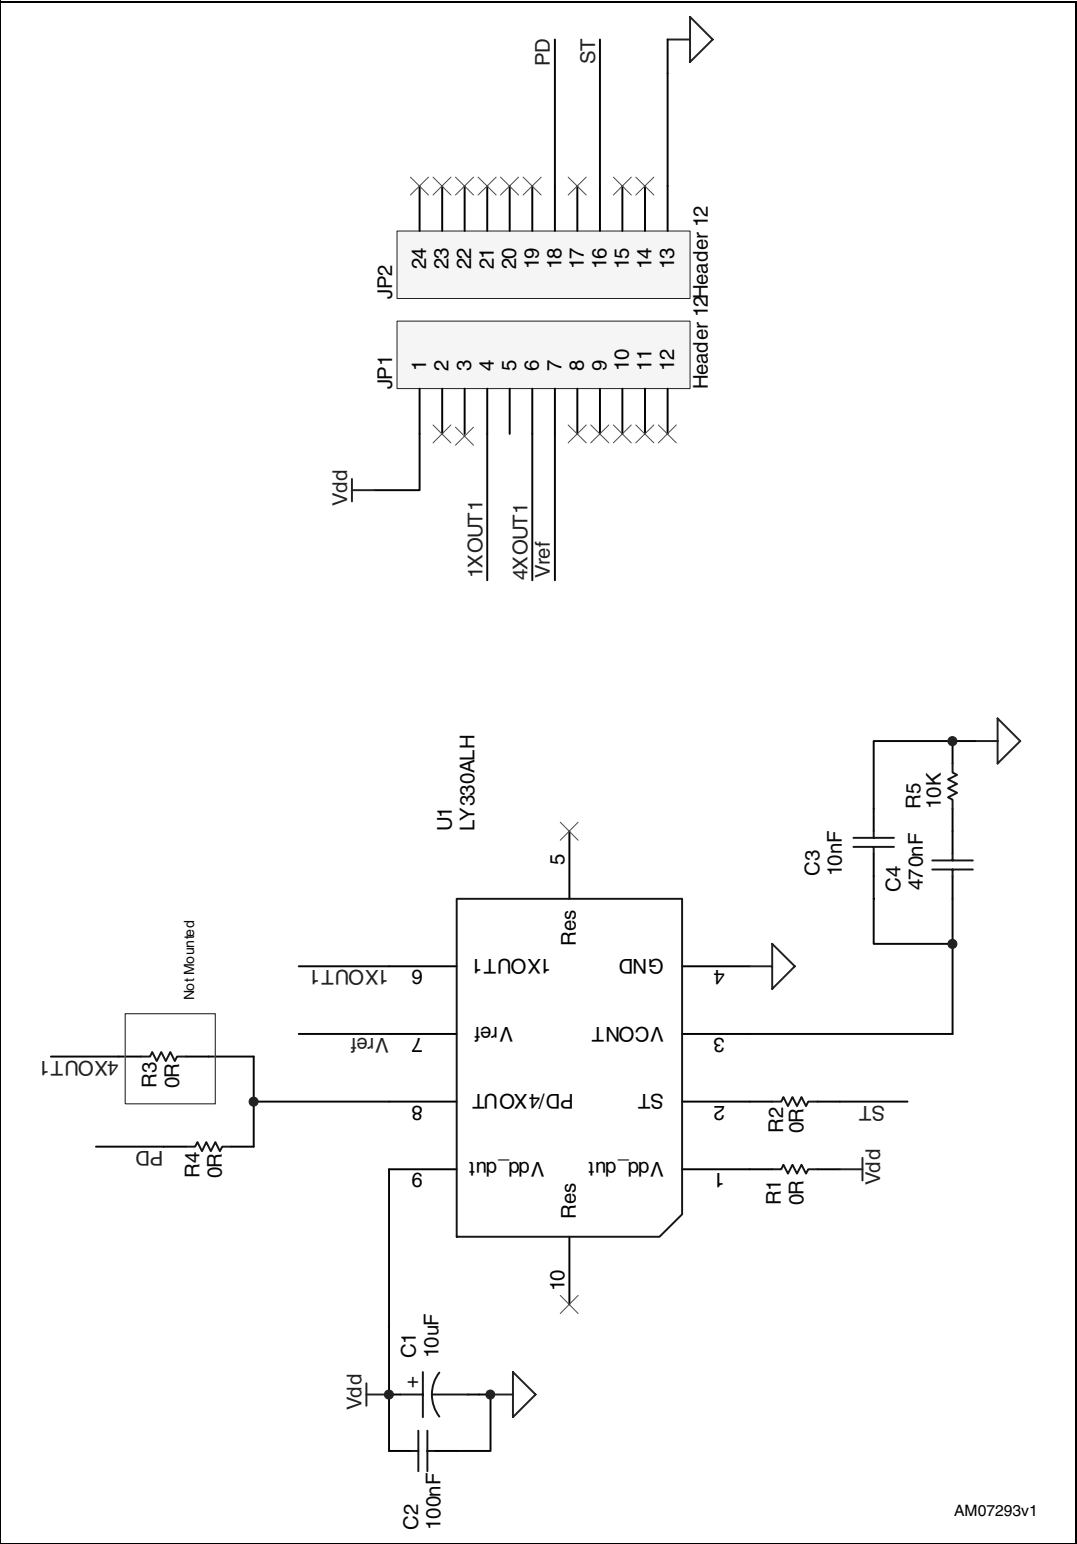 PD
ST
JP2
24
23
22
21
20
19
18
17
16
15
14
13
Header 12
JP1
1
2
3
4
5
6
7
8
9
10
11
12
Header 12
Vdd
1XOUT1
4XOUT1
Vref
U1
LY330ALH
5
Res
1XOUT1
6
1XOUT1
Vref
7
Vref
PD/4XOUT
8
Vdd_dut
9
Res
10
GND
4
VCONT
3
ST
2
Vdd_dut
1
Not Mounted
4XOUT1
R3
0R
PD
R4
0R
C3
10nF
C4
470nF
R5
10K
R2
0R
ST
R1
0R
Vdd
Vdd
+
C1
10uF
C2
100nF
AM07293v1